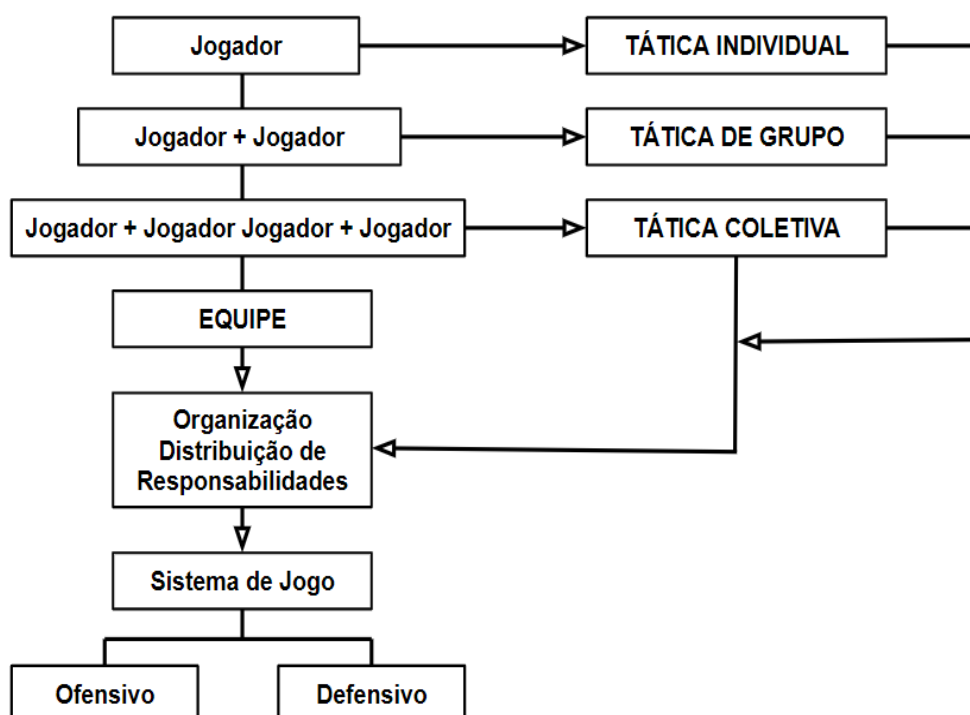 Jogador
TÁTICA INDIVIDUAL
Jogador + Jogador
TÁTICA DE GRUPO
Jogador + Jogador Jogador + Jogador
TÁTICA COLETIVA
EQUIPE
Organização
Distribuição de
Responsabilidades
Sistema de Jogo
Ofensivo
Defensivo